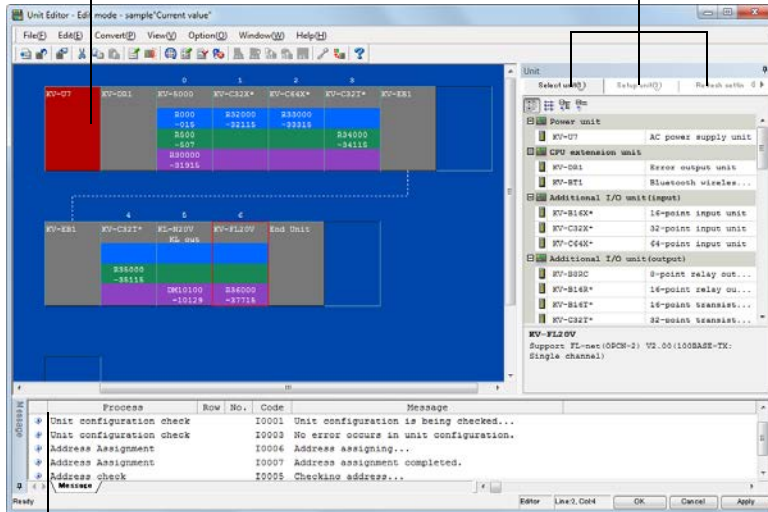 Unit Editor - Edit mode - sample"Current value"
File(F) Edit(E) Convert(P) View(V) Option(O) Window(W) Help(H)
0 1 2 3
KV-U7 KV-DR1 KV-5000 KV-C32X* KV-C64X* KV-C32T* KV-EB1
R000 R32000 R33000
-015 -32115 -33315
R500 R34000
-507 -34115
R30000
-31915
4 5 6
KV-EB1 KV-C32T* KL-N20V KV-FL20V End Unit
KL out
R35000
-35115
DM10100 R36000
-10129 -37715
Unit
Select unit(1) Setup unit(2) Refresh settin
Power unit
KV-U7 AC power supply unit
CPU extension unit
KV-DR1 Error output unit
KV-BT1 Bluetooth wireles...
Additional I/O unit(input)
KV-B16X* 16-point input unit
KV-C32X* 32-point input unit
KV-C64X* 64-point input unit
Additional I/O unit(output)
KV-B8RC 8-point relay out...
KV-B16R* 16-point relay ou...
KV-B16T* 16-point transist...
KV-C32T* 32-point transist...
KV-FL20V
Support FL-net(OPCN-2) V2.00(100BASE-TX:
Single channel)
Message
Process Row No. Code Message
Unit configuration check I0001 Unit configuration is being checked...
Unit configuration check I0003 No error occurs in unit configuration.
Address Assignment I0006 Address assigning...
Address Assignment I0007 Address assignment completed.
Address check I0005 Checking address...
Message
Ready Editor Line:2, Col:4 OK Cancel Apply